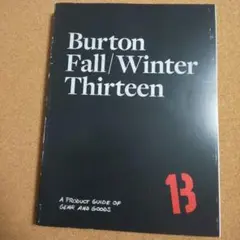 Burton
Fall/Winter
Thirteen
A PRODUCT GUIDE OF
GEAR AND GOODS
13